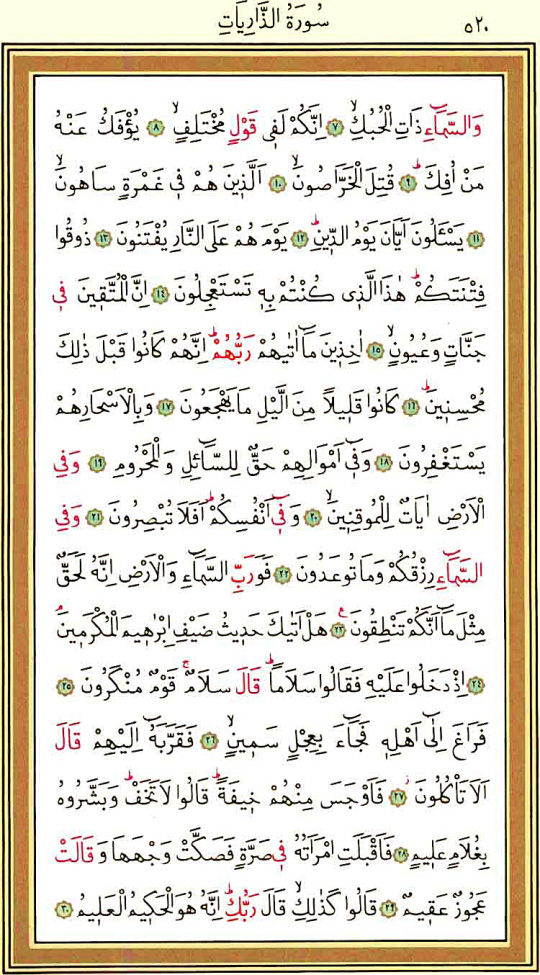 سُورَةُ الذَّارِيَاتِ ٥٢٠
وَالسَّمَٓاءِ ذَاتِ الْحُبُكِۙ ﴿٧﴾ اِنَّكُمْ لَفٖي قَوْلٍ مُخْتَلِفٍۙ ﴿٨﴾ يُؤْفَكُ عَنْهُ
مَنْ اُفِكَۜ ﴿٩﴾ قُتِلَ الْخَرَّاصُونَۙ ﴿١٠﴾ اَلَّذٖينَ هُمْ فٖي غَمْرَةٍ سَاهُونَۙ
﴿١١﴾ يَسْـَٔلُونَ اَيَّانَ يَوْمُ الدّٖينِۜ ﴿١٢﴾ يَوْمَ هُمْ عَلَى النَّارِ يُفْتَنُونَ ﴿١٣﴾ ذُوقُوا
فِتْنَتَكُمْۜ هٰذَا الَّذٖي كُنْتُمْ بِهٖ تَسْتَعْجِلُونَ ﴿١٤﴾ اِنَّ الْمُتَّقٖينَ فٖي
جَنَّاتٍ وَعُيُونٍۙ ﴿١٥﴾ اٰخِذٖينَ مَٓا اٰتٰيهُمْ رَبُّهُمْۜ اِنَّهُمْ كَانُوا قَبْلَ ذٰلِكَ
مُحْسِنٖينَۜ ﴿١٦﴾ كَانُوا قَلٖيلاً مِنَ الَّيْلِ مَا يَهْجَعُونَ ﴿١٧﴾ وَبِالْاَسْحَارِ هُمْ
يَسْتَغْفِرُونَ ﴿١٨﴾ وَفٖٓي اَمْوَالِهِمْ حَقٌّ لِلسَّٓائِلِ وَالْمَحْرُومِ ﴿١٩﴾ وَفِي
الْاَرْضِ اٰيَاتٌ لِلْمُوقِنٖينَۙ ﴿٢٠﴾ وَفٖٓي اَنْفُسِكُمْۜ اَفَلَا تُبْصِرُونَ ﴿٢١﴾ وَفِي
السَّمَٓاءِ رِزْقُكُمْ وَمَا تُوعَدُونَ ﴿٢٢﴾ فَوَرَبِّ السَّمَٓاءِ وَالْاَرْضِ اِنَّهُ لَحَقٌّ
مِثْلَ مَٓا اَنَّكُمْ تَنْطِقُونَ ﴿٢٣﴾ هَلْ اَتٰيكَ حَدٖيثُ ضَيْفِ اِبْرٰهٖيمَ الْمُكْرَمٖينَۢ
﴿٢٤﴾ اِذْ دَخَلُوا عَلَيْهِ فَقَالُوا سَلَاماًۜ قَالَ سَلَامٌۚ قَوْمٌ مُنْكَرُونَ ﴿٢٥﴾
فَرَاغَ اِلٰٓى اَهْلِهٖ فَجَٓاءَ بِعِجْلٍ سَمٖينٍۙ ﴿٢٦﴾ فَقَرَّبَهُٓ اِلَيْهِمْ قَالَ
اَلَا تَأْكُلُونَؗ ﴿٢٧﴾ فَاَوْجَسَ مِنْهُمْ خٖيفَةًۜ قَالُوا لَا تَخَفْۜ وَبَشَّرُوهُ
بِغُلَامٍ عَلٖيمٍ ﴿٢٨﴾ فَاَقْبَلَتِ امْرَاَتُهُ فٖي صَرَّةٍ فَصَكَّتْ وَجْهَهَا وَقَالَتْ
عَجُوزٌ عَقٖيمٌ ﴿٢٩﴾ قَالُوا كَذٰلِكِۙ قَالَ رَبُّكِۜ اِنَّهُ هُوَ الْحَكٖيمُ الْعَلٖيمُ ﴿٣٠﴾